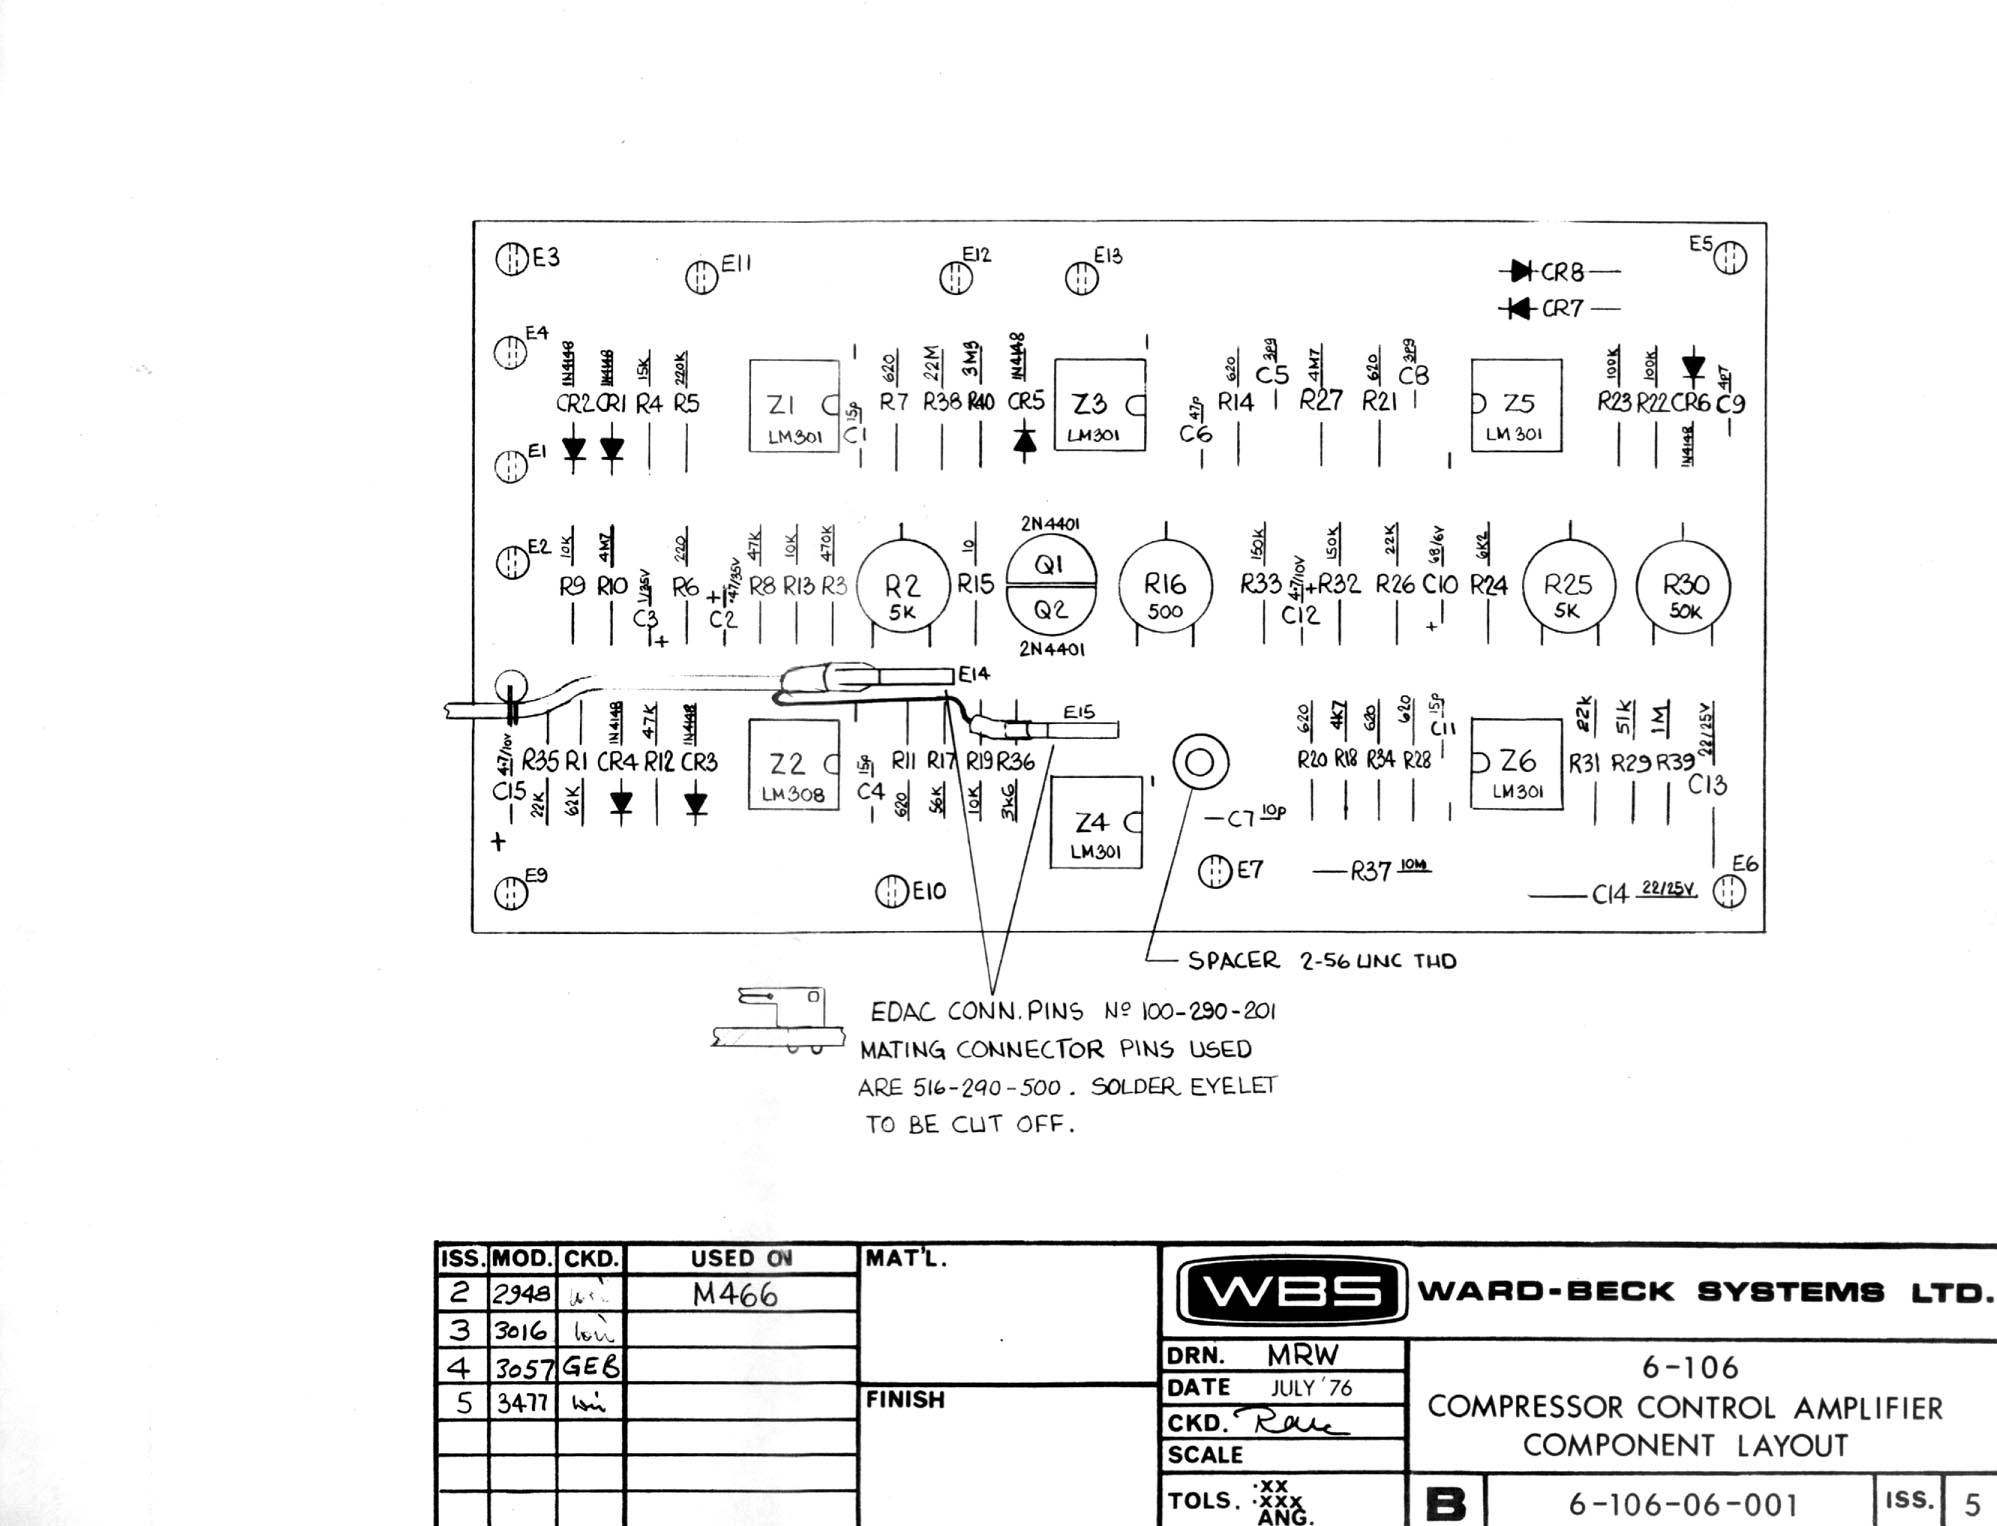 E3
E11
E12
E13
E5
CR8
CR7
E4
1N4148 1N4148 15K 220K 620 22M 3M3 1N4148 620 3P9 4M7 620 3P9 100K 100K 4P7
CR2 CR1 R4 R5 Z1 15p R7 R38 R40 CR5 Z3 47p R14 C5 R27 R21 C8 Z5 R23 R22 CR6 C9
LM301 C1 LM301 C6 LM301 1N4148
E1
E2
10K 4M7 1/35V 220 47/35V 47K 10K 470K 10 2N4401 150K 4.7/10V 150K 22K 68/6V 6K2
R9 R10 C3 R6 C2 R8 R13 R3 R2 R15 Q1 R16 R33 C12 R32 R26 C10 R24 R25 R30
+ + 5K Q2 500 + + 5K 50K
2N4401
E14
E15
1N4148 47K 1N4148 620 4K7 620 620 15p 22K 51K 1M 22/25V
4.7/10V R35 R1 CR4 R12 CR3 Z2 15p R11 R17 R19 R36 R20 R18 R34 R28 C11 Z6 R31 R29 R39 C13
C15 22K 62K LM308 C4 620 56K 10K 3K6 LM301
+
Z4
LM301
C7 10p
E7
R37 10M
E6
E9
E10
C14 22/25V
SPACER 2-56 UNC THD
EDAC CONN. PINS Nº 100-290-201
MATING CONNECTOR PINS USED
ARE 516-290-500. SOLDER EYELET
TO BE CUT OFF.
ISS. MOD. CKD. USED ON
2 2948 M466
3 3016
4 3057 GEB
5 3477
MAT'L.
FINISH
WBS WARD-BECK SYSTEMS LTD.
DRN. MRW
DATE JULY '76
CKD.
SCALE
TOLS. .XX
.XXX
ANG.
6-106
COMPRESSOR CONTROL AMPLIFIER
COMPONENT LAYOUT
B 6-106-06-001 ISS. 5